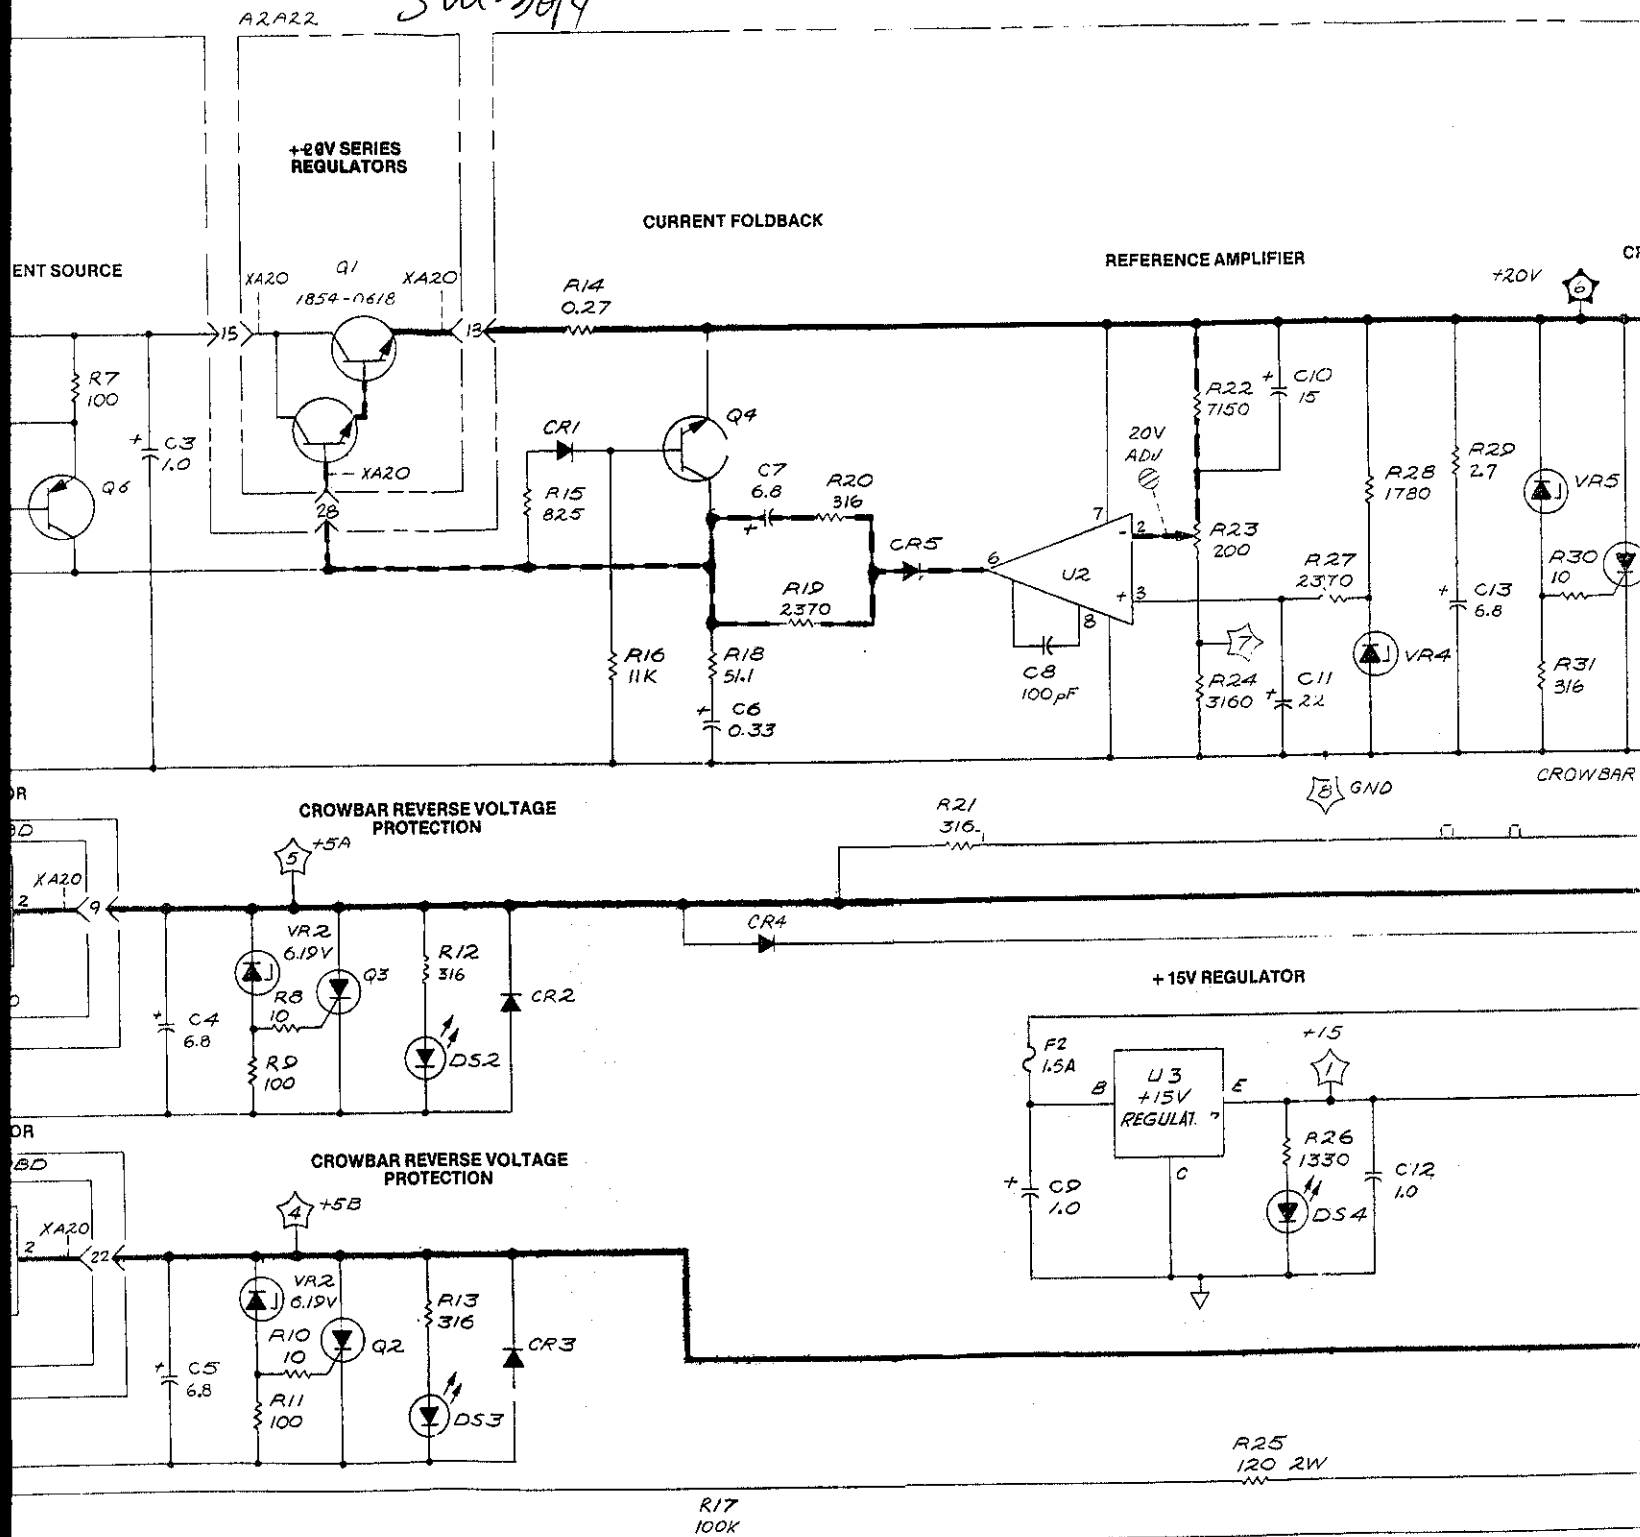 A2A22
+20V SERIES
REGULATORS
CURRENT FOLDBACK
ENT SOURCE
REFERENCE AMPLIFIER
+20V
6
XA20
Q1
XA20
1854-0618
R14
0.27
15
13
R7
100
C3
1.0
Q6
XA20
28
CR1
R15
825
Q4
C7
6.8
R20
316
CR5
R19
2370
R16
11K
R18
51.1
C6
0.33
20V
ADJ
7
2
6
U2
3
8
C8
100pF
R22
7150
C10
15
R23
200
R27
2370
R28
1780
7
R24
3160
C11
22
VR4
R29
2.7
C13
6.8
VR5
R30
10
R31
316
8 GND
CROWBAR
OR
BD
CROWBAR REVERSE VOLTAGE
PROTECTION
5 +5A
XA20
2
9
R21
316
CR4
VR2
6.19V
R8
10
Q3
R12
316
CR2
C4
6.8
R9
100
DS2
+15V REGULATOR
F2
1.5A
B
U3
+15V
E
+15
1
C
C9
1.0
R26
1330
DS4
C12
1.0
OR
BD
CROWBAR REVERSE VOLTAGE
PROTECTION
4 +5B
XA20
2
22
VR2
6.19V
R10
10
Q2
R13
316
CR3
C5
6.8
R11
100
DS3
R25
120 2W
R17
100K